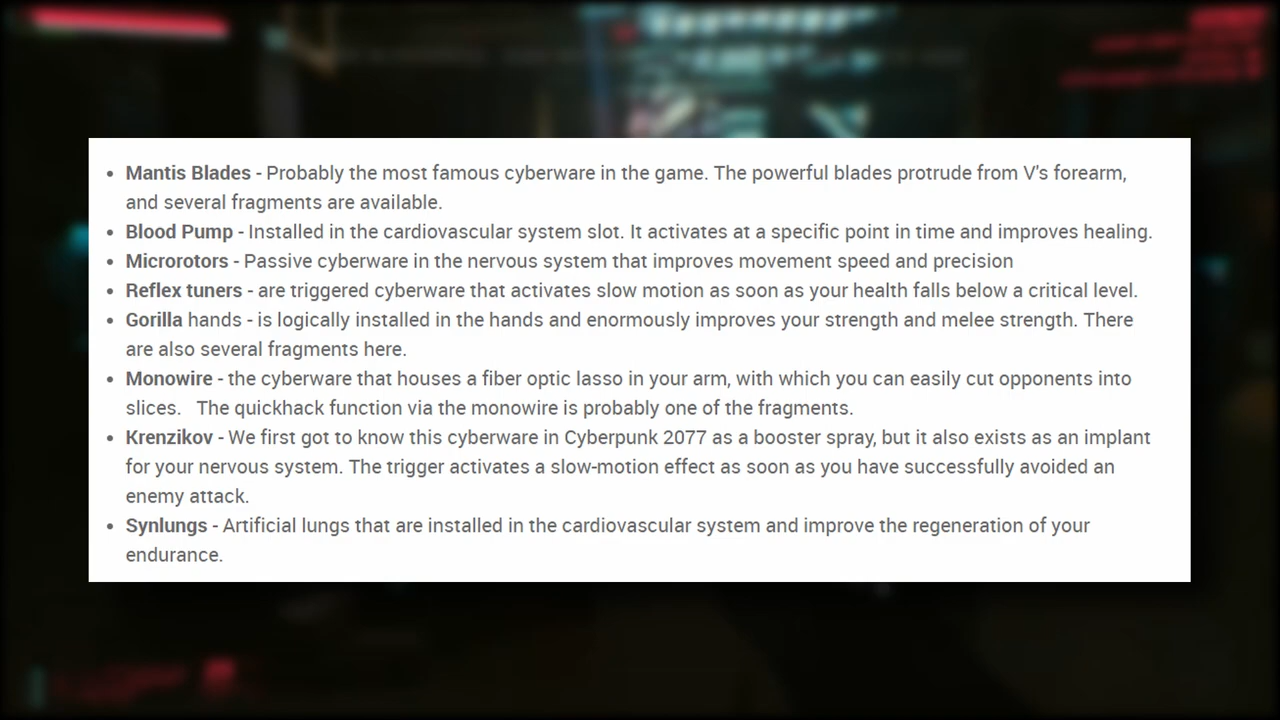 • Mantis Blades - Probably the most famous cyberware in the game. The powerful blades protrude from V's forearm,
and several fragments are available.
• Blood Pump - Installed in the cardiovascular system slot. It activates at a specific point in time and improves healing.
• Microrotors - Passive cyberware in the nervous system that improves movement speed and precision
• Reflex tuners - are triggered cyberware that activates slow motion as soon as your health falls below a critical level.
• Gorilla hands - is logically installed in the hands and enormously improves your strength and melee strength. There
are also several fragments here.
• Monowire - the cyberware that houses a fiber optic lasso in your arm, with which you can easily cut opponents into
slices.   The quickhack function via the monowire is probably one of the fragments.
• Krenzikov - We first got to know this cyberware in Cyberpunk 2077 as a booster spray, but it also exists as an implant
for your nervous system. The trigger activates a slow-motion effect as soon as you have successfully avoided an
enemy attack.
• Synlungs - Artificial lungs that are installed in the cardiovascular system and improve the regeneration of your
endurance.